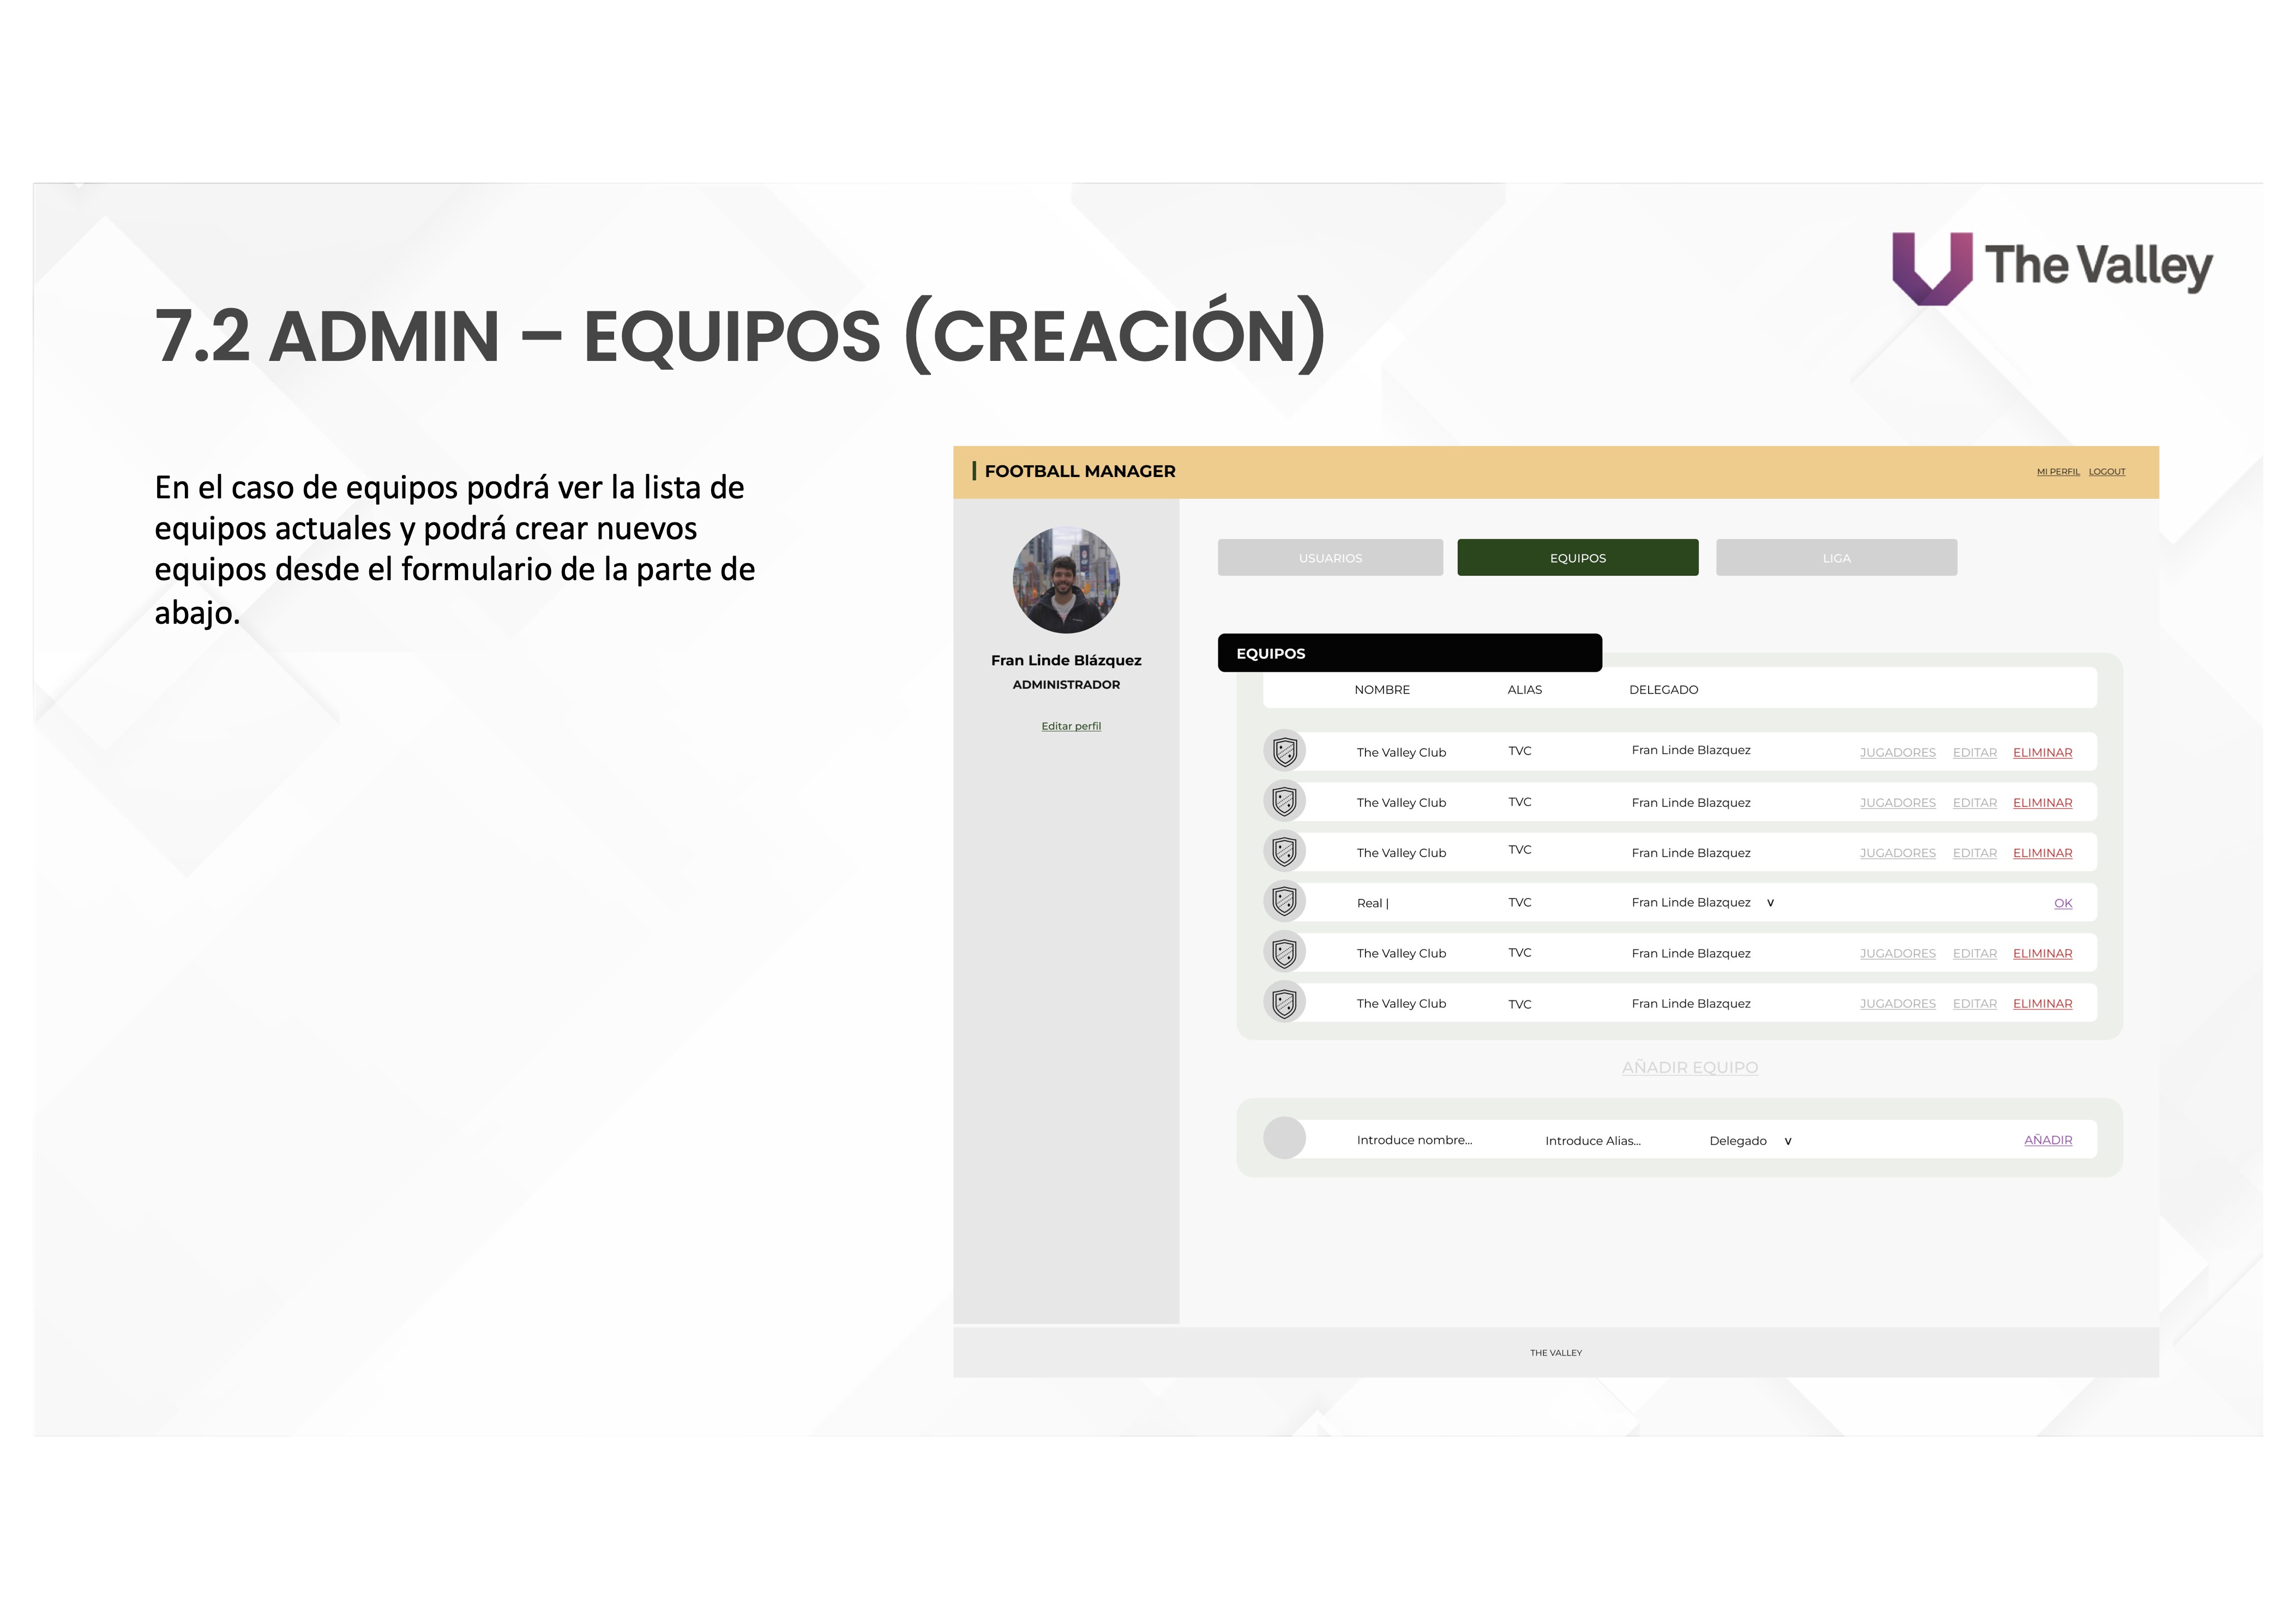 The Valley
7.2 ADMIN – EQUIPOS (CREACIÓN)
En el caso de equipos podrá ver la lista de
equipos actuales y podrá crear nuevos
equipos desde el formulario de la parte de
abajo.
FOOTBALL MANAGER MI PERFIL LOGOUT
Fran Linde Blázquez
ADMINISTRADOR
Editar perfil
USUARIOS EQUIPOS LIGA
EQUIPOS
NOMBRE ALIAS DELEGADO
The Valley Club TVC Fran Linde Blazquez JUGADORES EDITAR ELIMINAR
The Valley Club TVC Fran Linde Blazquez JUGADORES EDITAR ELIMINAR
The Valley Club TVC Fran Linde Blazquez JUGADORES EDITAR ELIMINAR
Real | TVC Fran Linde Blazquez v OK
The Valley Club TVC Fran Linde Blazquez JUGADORES EDITAR ELIMINAR
The Valley Club TVC Fran Linde Blazquez JUGADORES EDITAR ELIMINAR
AÑADIR EQUIPO
Introduce nombre... Introduce Alias... Delegado v AÑADIR
THE VALLEY